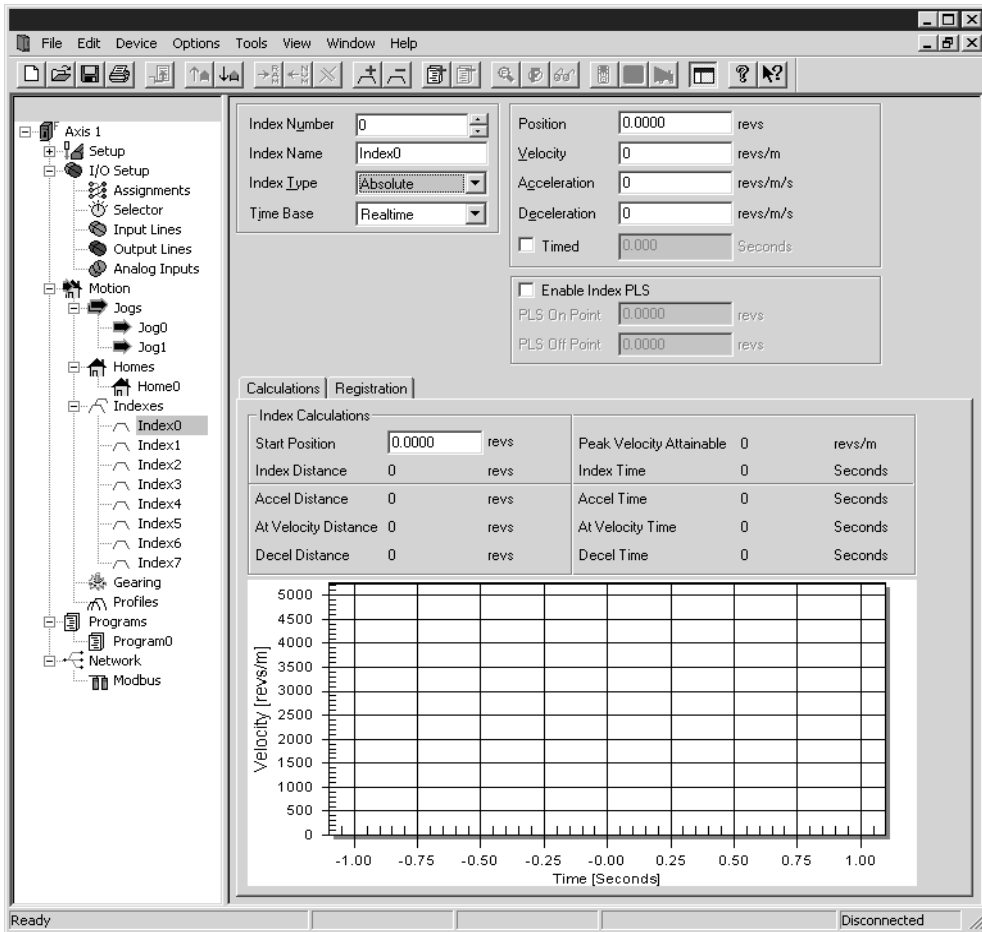 File Edit Device Options Tools View Window Help
Axis 1
Setup
I/O Setup
Assignments
Selector
Input Lines
Output Lines
Analog Inputs
Motion
Jogs
Jog0
Jog1
Homes
Home0
Indexes
Index0
Index1
Index2
Index3
Index4
Index5
Index6
Index7
Gearing
Profiles
Programs
Program0
Network
Modbus
Index Number 0
Index Name Index0
Index Type Absolute
Time Base Realtime
Position 0.0000 revs
Velocity 0 revs/m
Acceleration 0 revs/m/s
Deceleration 0 revs/m/s
Timed 0.000 Seconds
Enable Index PLS
PLS On Point 0.0000 revs
PLS Off Point 0.0000 revs
Calculations Registration
Index Calculations
Start Position 0.0000 revs Peak Velocity Attainable 0 revs/m
Index Distance 0 revs Index Time 0 Seconds
Accel Distance 0 revs Accel Time 0 Seconds
At Velocity Distance 0 revs At Velocity Time 0 Seconds
Decel Distance 0 revs Decel Time 0 Seconds
Velocity [revs/m]
5000
4500
4000
3500
3000
2500
2000
1500
1000
500
0
-1.00 -0.75 -0.50 -0.25 -0.00 0.25 0.50 0.75 1.00
Time [Seconds]
Ready Disconnected